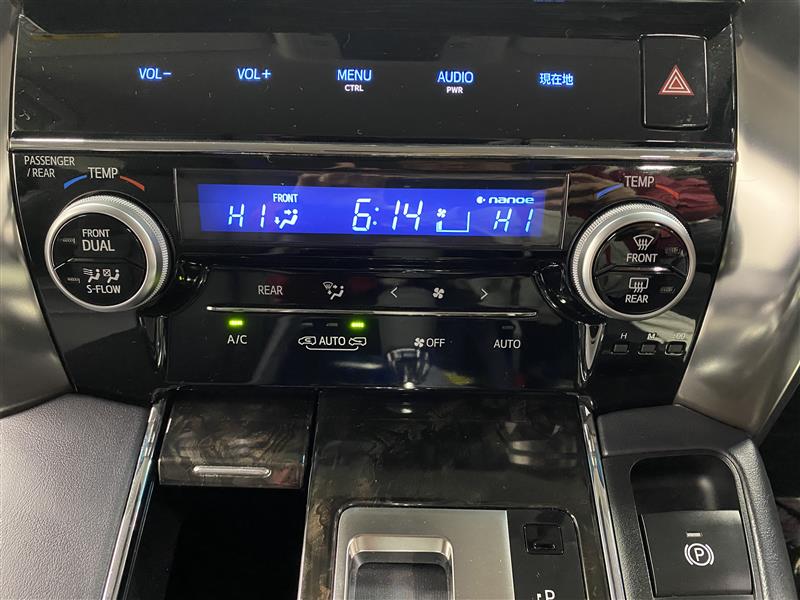 VOL− VOL+ MENU AUDIO 現在地
CTRL PWR
PASSENGER
/REAR
TEMP
FRONT
DUAL
S-FLOW
FRONT nanoe
HI 6:14 HI
TEMP
FRONT
REAR
REAR < >
A/C AUTO OFF AUTO
H M :00
P
P